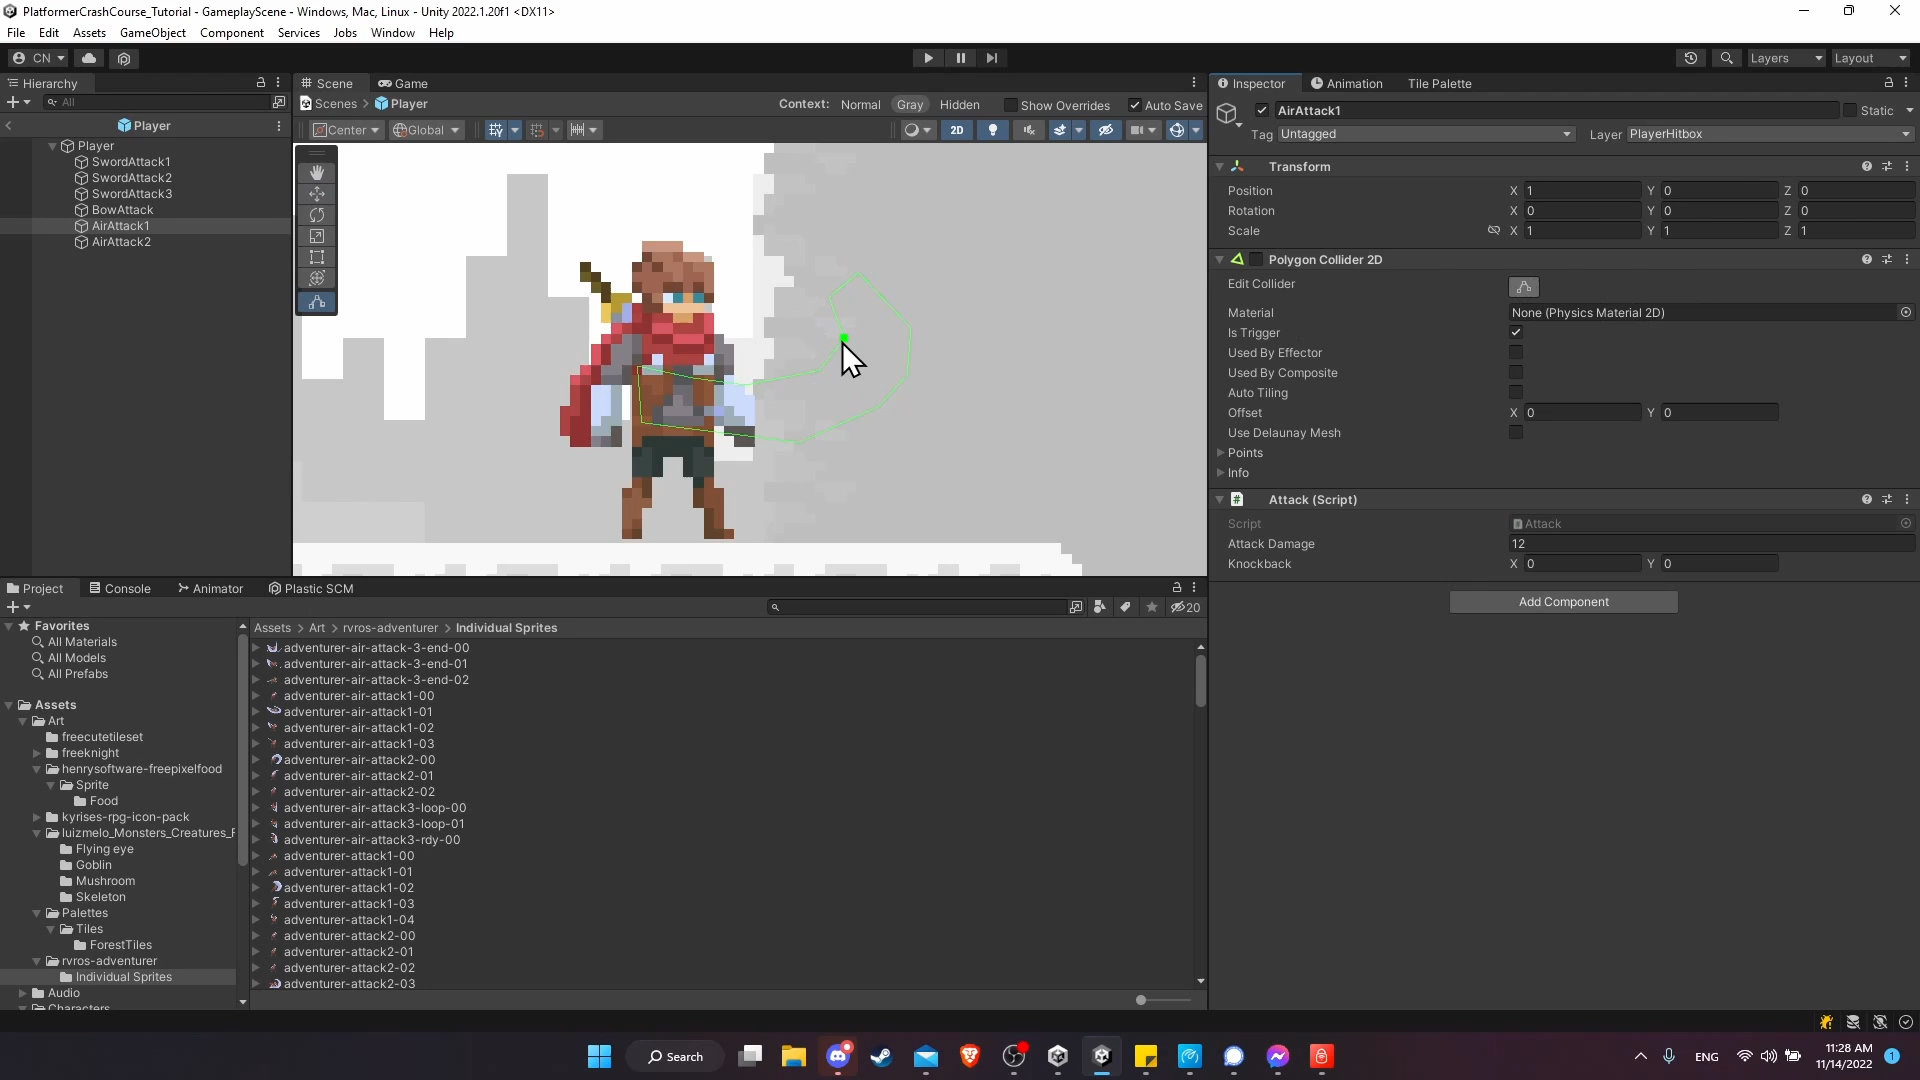 PlatformerCrashCourse_Tutorial - GameplayScene - Windows, Mac, Linux - Unity 2022.1.20f1 <DX11>
File Edit Assets GameObject Component Services Jobs Window Help
CN Layers Layout
Hierarchy
All
Player
Player
SwordAttack1
SwordAttack2
SwordAttack3
BowAttack
AirAttack1
AirAttack2
Scene Game
Scenes > Player Context: Normal Gray Hidden Show Overrides Auto Save
Center Global 2D
Inspector Animation Tile Palette
AirAttack1 Static
Tag Untagged Layer PlayerHitbox
Transform
Position X 1 Y 0 Z 0
Rotation X 0 Y 0 Z 0
Scale X 1 Y 1 Z 1
Polygon Collider 2D
Edit Collider
Material None (Physics Material 2D)
Is Trigger
Used By Effector
Used By Composite
Auto Tiling
Offset X 0 Y 0
Use Delaunay Mesh
Points
Info
Attack (Script)
Script Attack
Attack Damage 12
Knockback X 0 Y 0
Add Component
Project Console Animator Plastic SCM
20
Favorites
All Materials
All Models
All Prefabs
Assets
Art
freecutetileset
freeknight
henrysoftware-freepixelfood
Sprite
Food
kyrises-rpg-icon-pack
luizmelo_Monsters_Creatures_F
Flying eye
Goblin
Mushroom
Skeleton
Palettes
Tiles
ForestTiles
rvros-adventurer
Individual Sprites
Audio
Characters
Assets > Art > rvros-adventurer > Individual Sprites
adventurer-air-attack-3-end-00
adventurer-air-attack-3-end-01
adventurer-air-attack-3-end-02
adventurer-air-attack1-00
adventurer-air-attack1-01
adventurer-air-attack1-02
adventurer-air-attack1-03
adventurer-air-attack2-00
adventurer-air-attack2-01
adventurer-air-attack2-02
adventurer-air-attack3-loop-00
adventurer-air-attack3-loop-01
adventurer-air-attack3-rdy-00
adventurer-attack1-00
adventurer-attack1-01
adventurer-attack1-02
adventurer-attack1-03
adventurer-attack1-04
adventurer-attack2-00
adventurer-attack2-01
adventurer-attack2-02
adventurer-attack2-03
Search
ENG
11:28 AM
11/14/2022
1